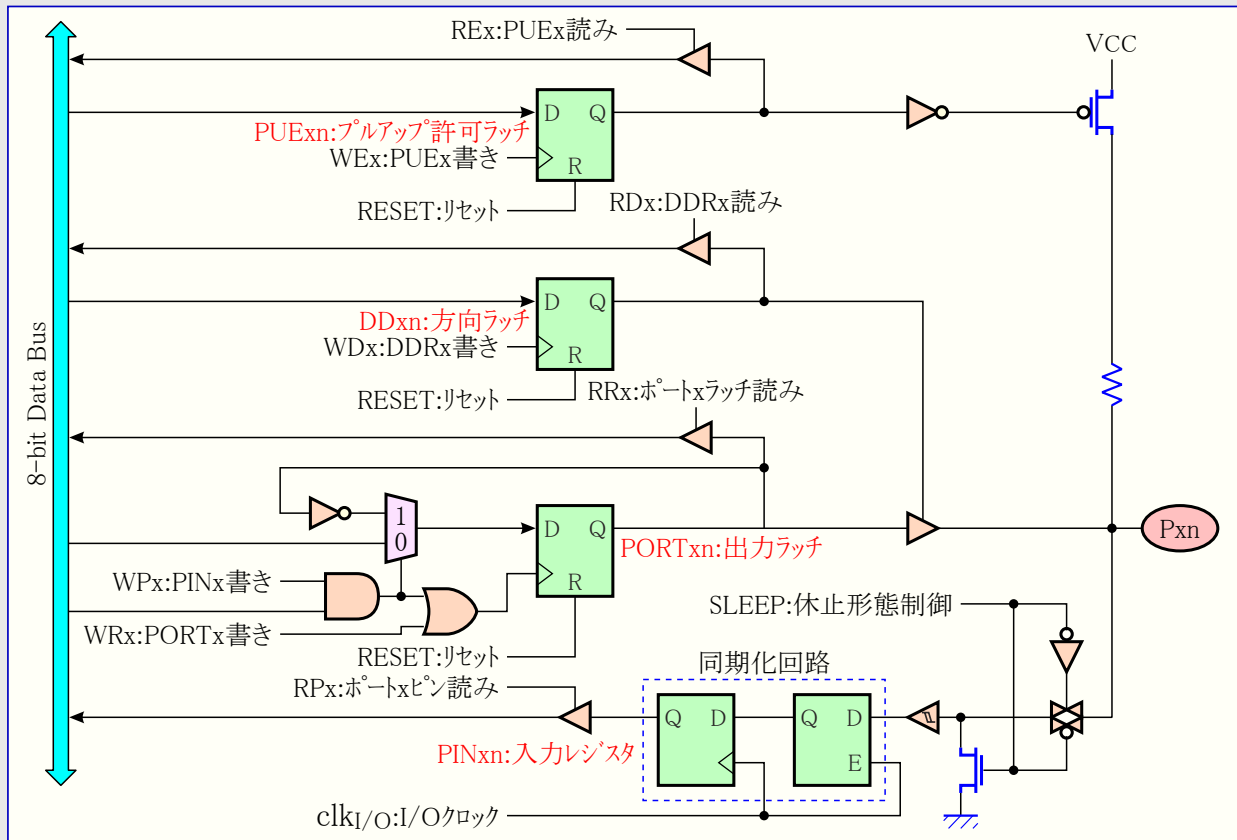 REx:PUEx読み
VCC
D Q
PUExn:プルアップ許可ラッチ
WEx:PUEx書き
R
RESET:リセット
RDx:DDRx読み
D Q
DDxn:方向ラッチ
WDx:DDRx書き
R
RESET:リセット
RRx:ポートxラッチ読み
8-bit Data Bus
1
0
D Q
PORTxn:出力ラッチ
Pxn
WPx:PINx書き
R
WRx:PORTx書き
SLEEP:休止形態制御
RESET:リセット
同期化回路
RPx:ポートxピン読み
Q D
Q D
PINxn:入力レジスタ
E
clkI/O:I/Oクロック